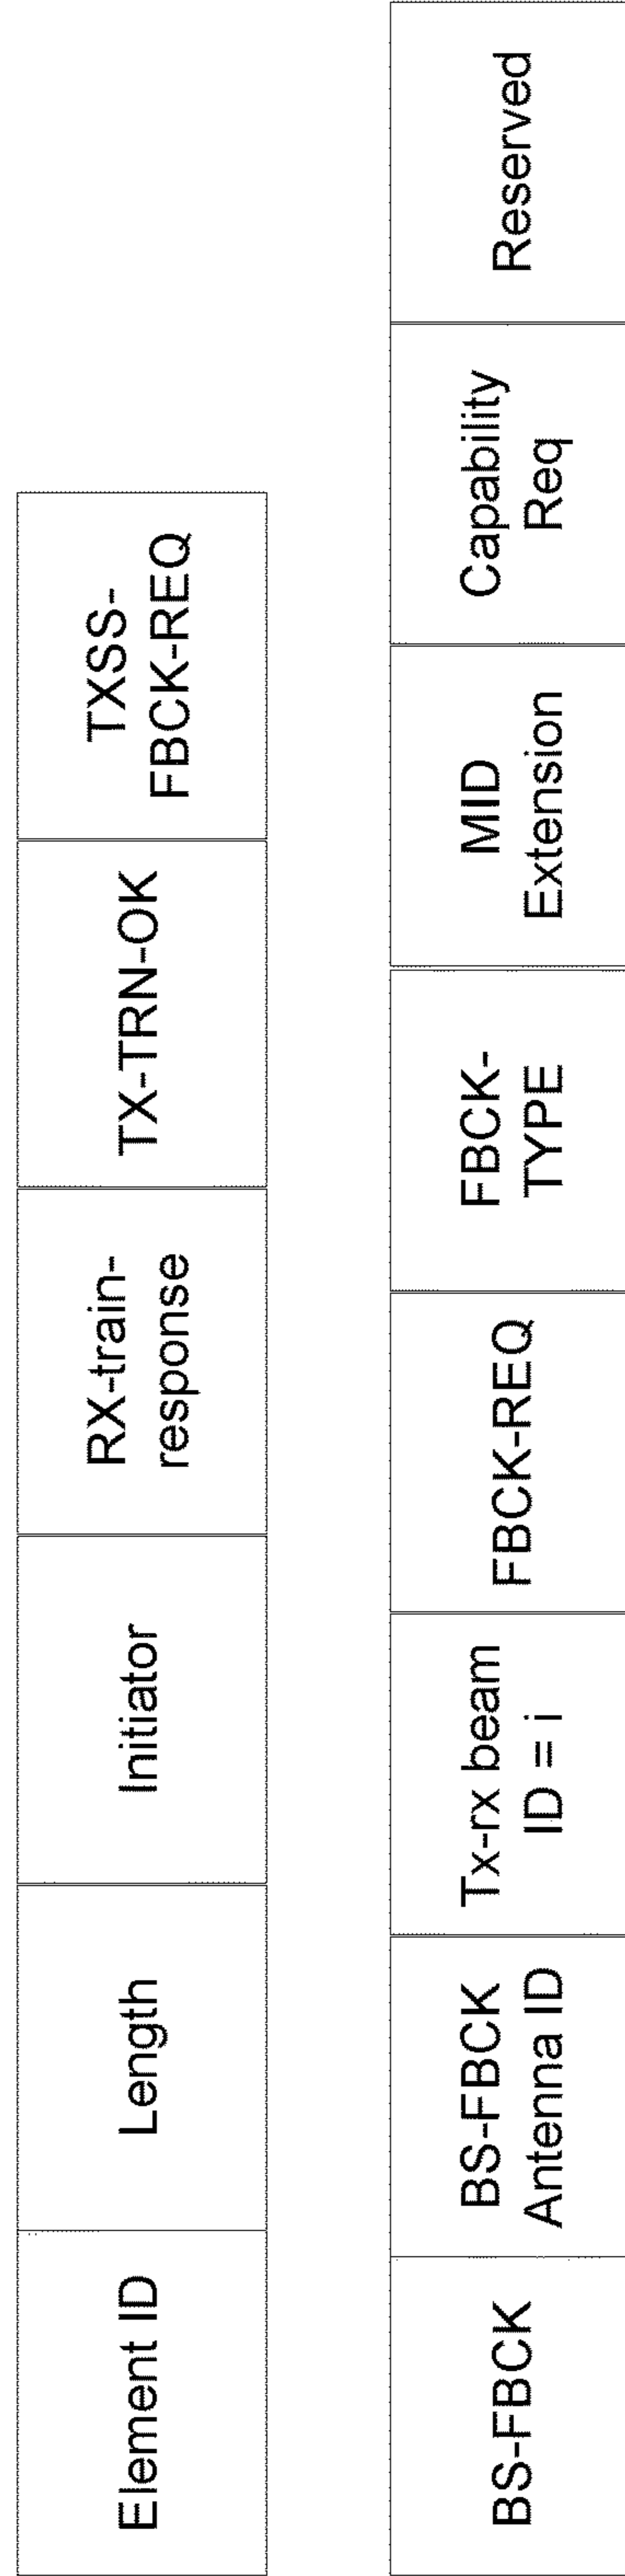 Element ID
Length
Initiator
RX-train-
response
TX-TRN-OK
TXSS-
FBCK-REQ
BS-FBCK
BS-FBCK
Antenna ID
Tx-rx beam
ID = i
FBCK-REQ
FBCK-
TYPE
MID
Extension
Capability
Req
Reserved